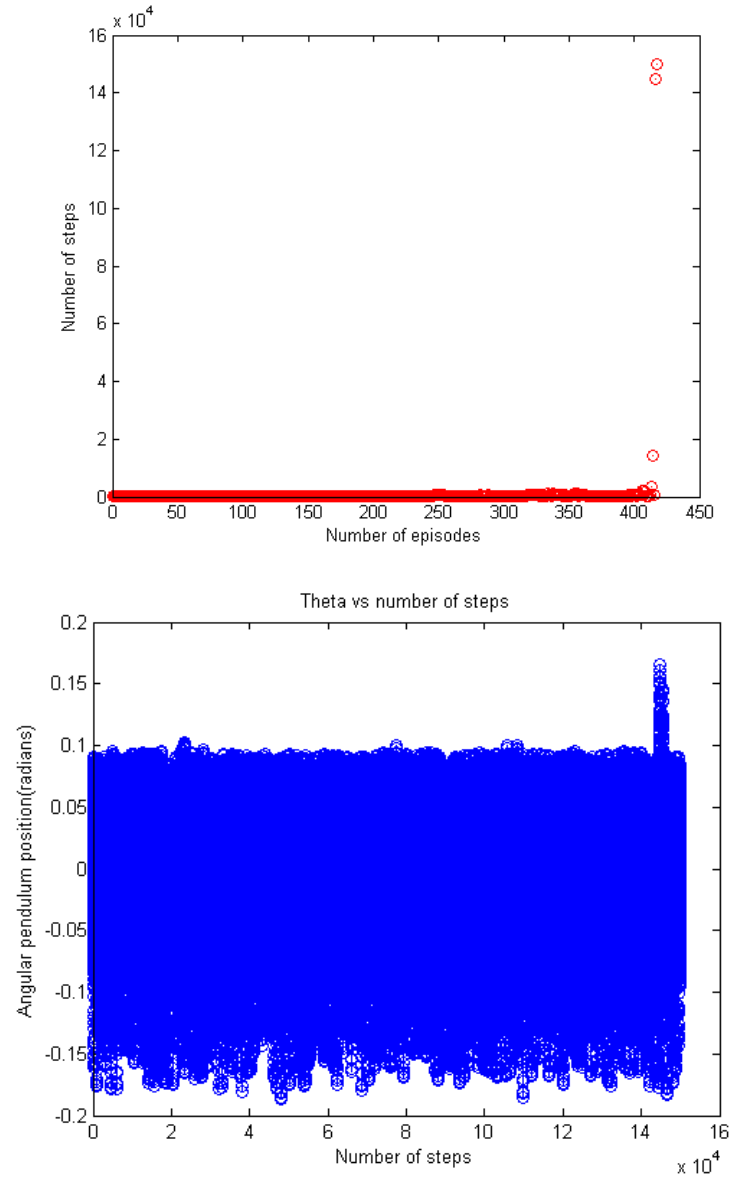 x 10^4
16
14
12
10
8
6
4
2
0
Number of steps
0 50 100 150 200 250 300 350 400 450
Number of episodes
Theta vs number of steps
0.2
0.15
0.1
0.05
0
-0.05
-0.1
-0.15
-0.2
Angular pendulum position(radians)
0 2 4 6 8 10 12 14 16
Number of steps
x 10^4